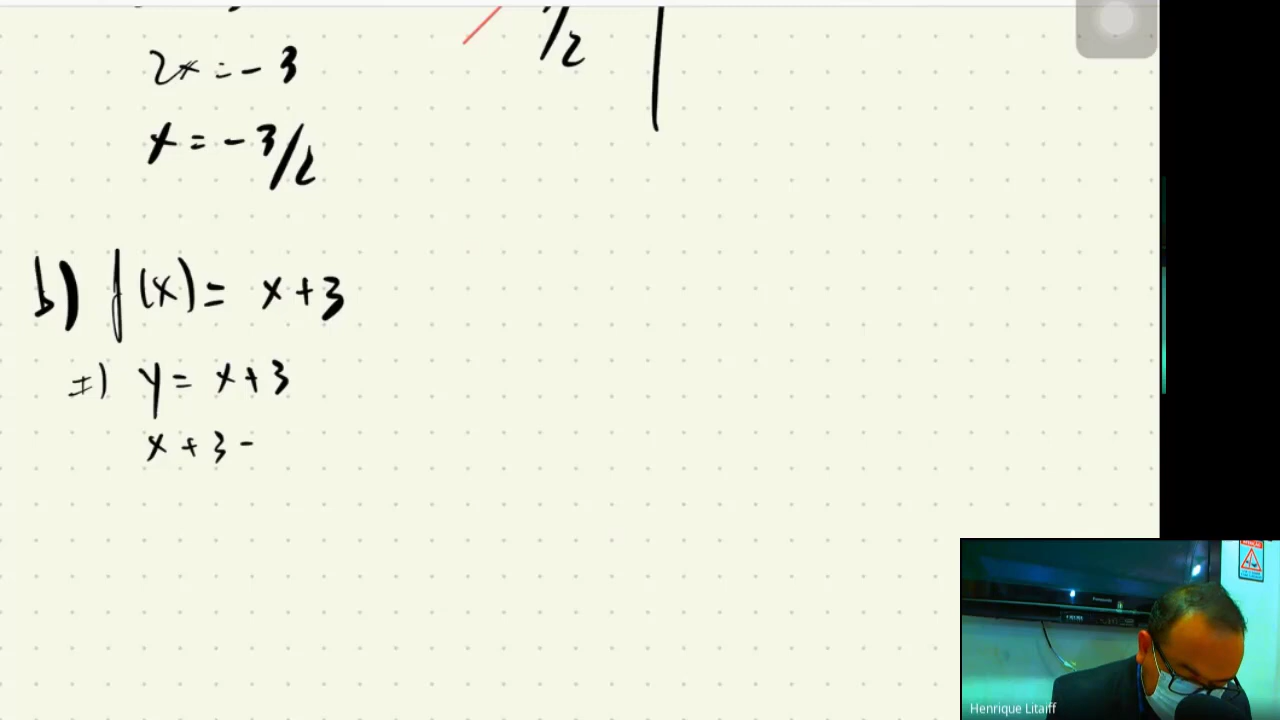 /2
2x = - 3
x = - 3/2
b) f(x) = x+3
=) y = x+3
x + 3 -
Henrique Litaiff